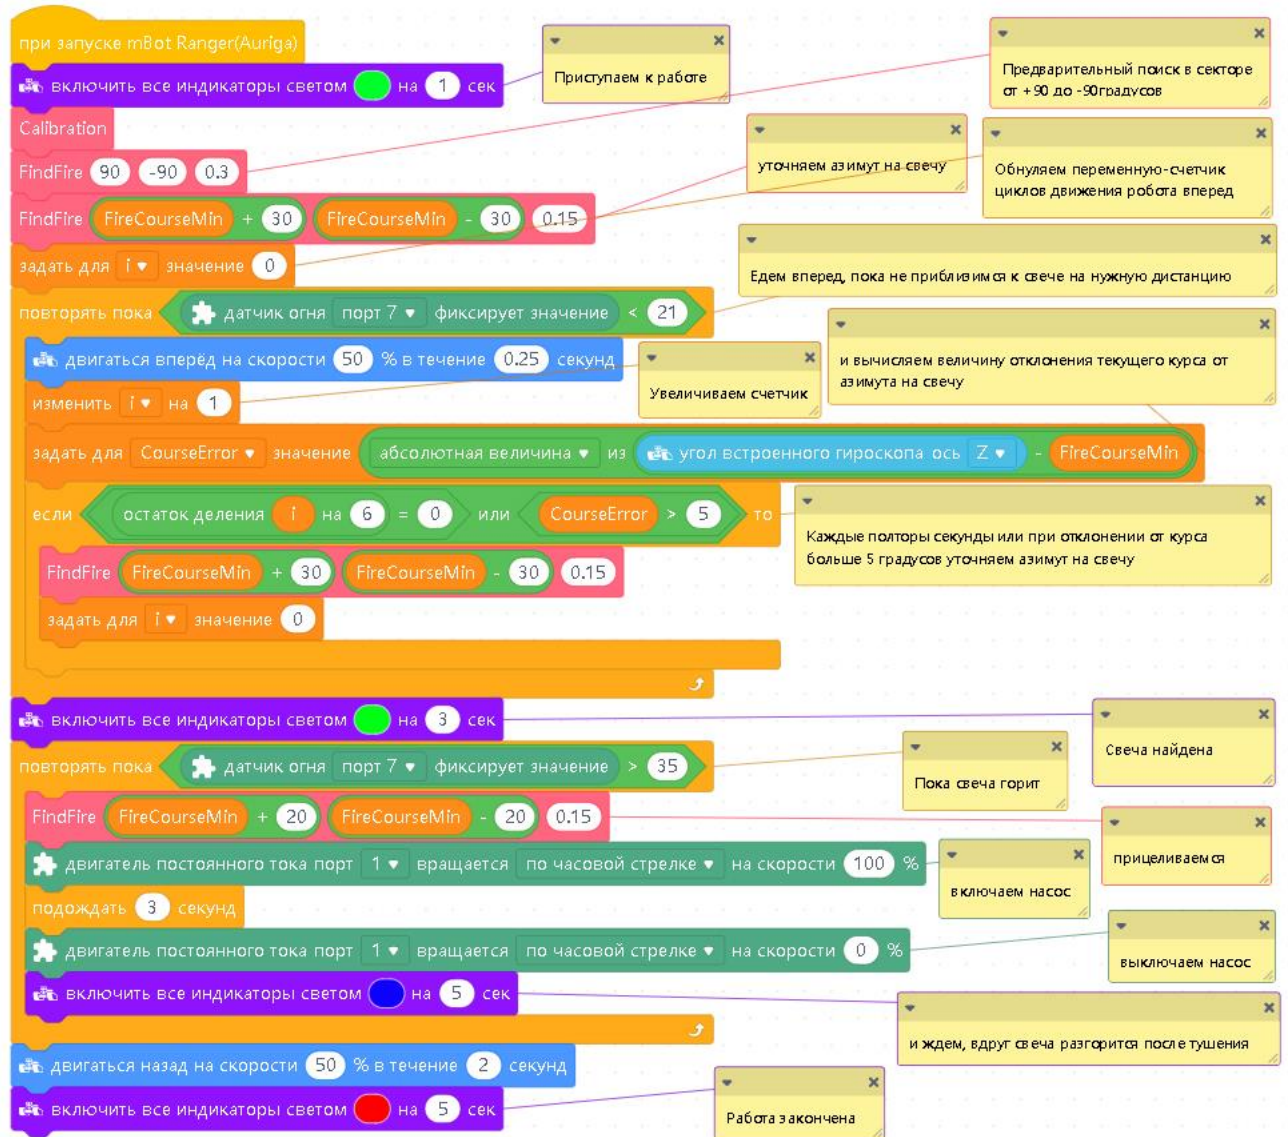 при запуске mBot Ranger(Auriga)
включить все индикаторы светом на 1 сек
Приступаем к работе
Предварительный поиск в секторе
от +90 до -90градусов
Calibration
FindFire 90 -90 0.3
уточняем азимут на свечу
Обнуляем переменную-счетчик
циклов движения робота вперед
FindFire FireCourseMin + 30 FireCourseMin - 30 0.15
задать для i значение 0
Едем вперед, пока не приблизимся к свече на нужную дистанцию
повторять пока датчик огня порт 7 фиксирует значение < 21
двигаться вперёд на скорости 50 % в течение 0.25 секунд
и вычисляем величину отклонения текущего курса от
азимута на свечу
изменить i на 1
Увеличиваем счетчик
задать для CourseError значение абсолютная величина из угол встроенного гироскопа ось Z - FireCourseMin
если остаток деления i на 6 = 0 или CourseError > 5 то
Каждые полторы секунды или при отклонении от курса
больше 5 градусов уточняем азимут на свечу
FindFire FireCourseMin + 30 FireCourseMin - 30 0.15
задать для i значение 0
включить все индикаторы светом на 3 сек
Свеча найдена
повторять пока датчик огня порт 7 фиксирует значение > 35
Пока свеча горит
FindFire FireCourseMin + 20 FireCourseMin - 20 0.15
прицеливаемся
двигатель постоянного тока порт 1 вращается по часовой стрелке на скорости 100 %
включаем насос
подождать 3 секунд
двигатель постоянного тока порт 1 вращается по часовой стрелке на скорости 0 %
выключаем насос
включить все индикаторы светом на 5 сек
и ждем, вдруг свеча разгорится после тушения
двигаться назад на скорости 50 % в течение 2 секунд
включить все индикаторы светом на 5 сек
Работа закончена